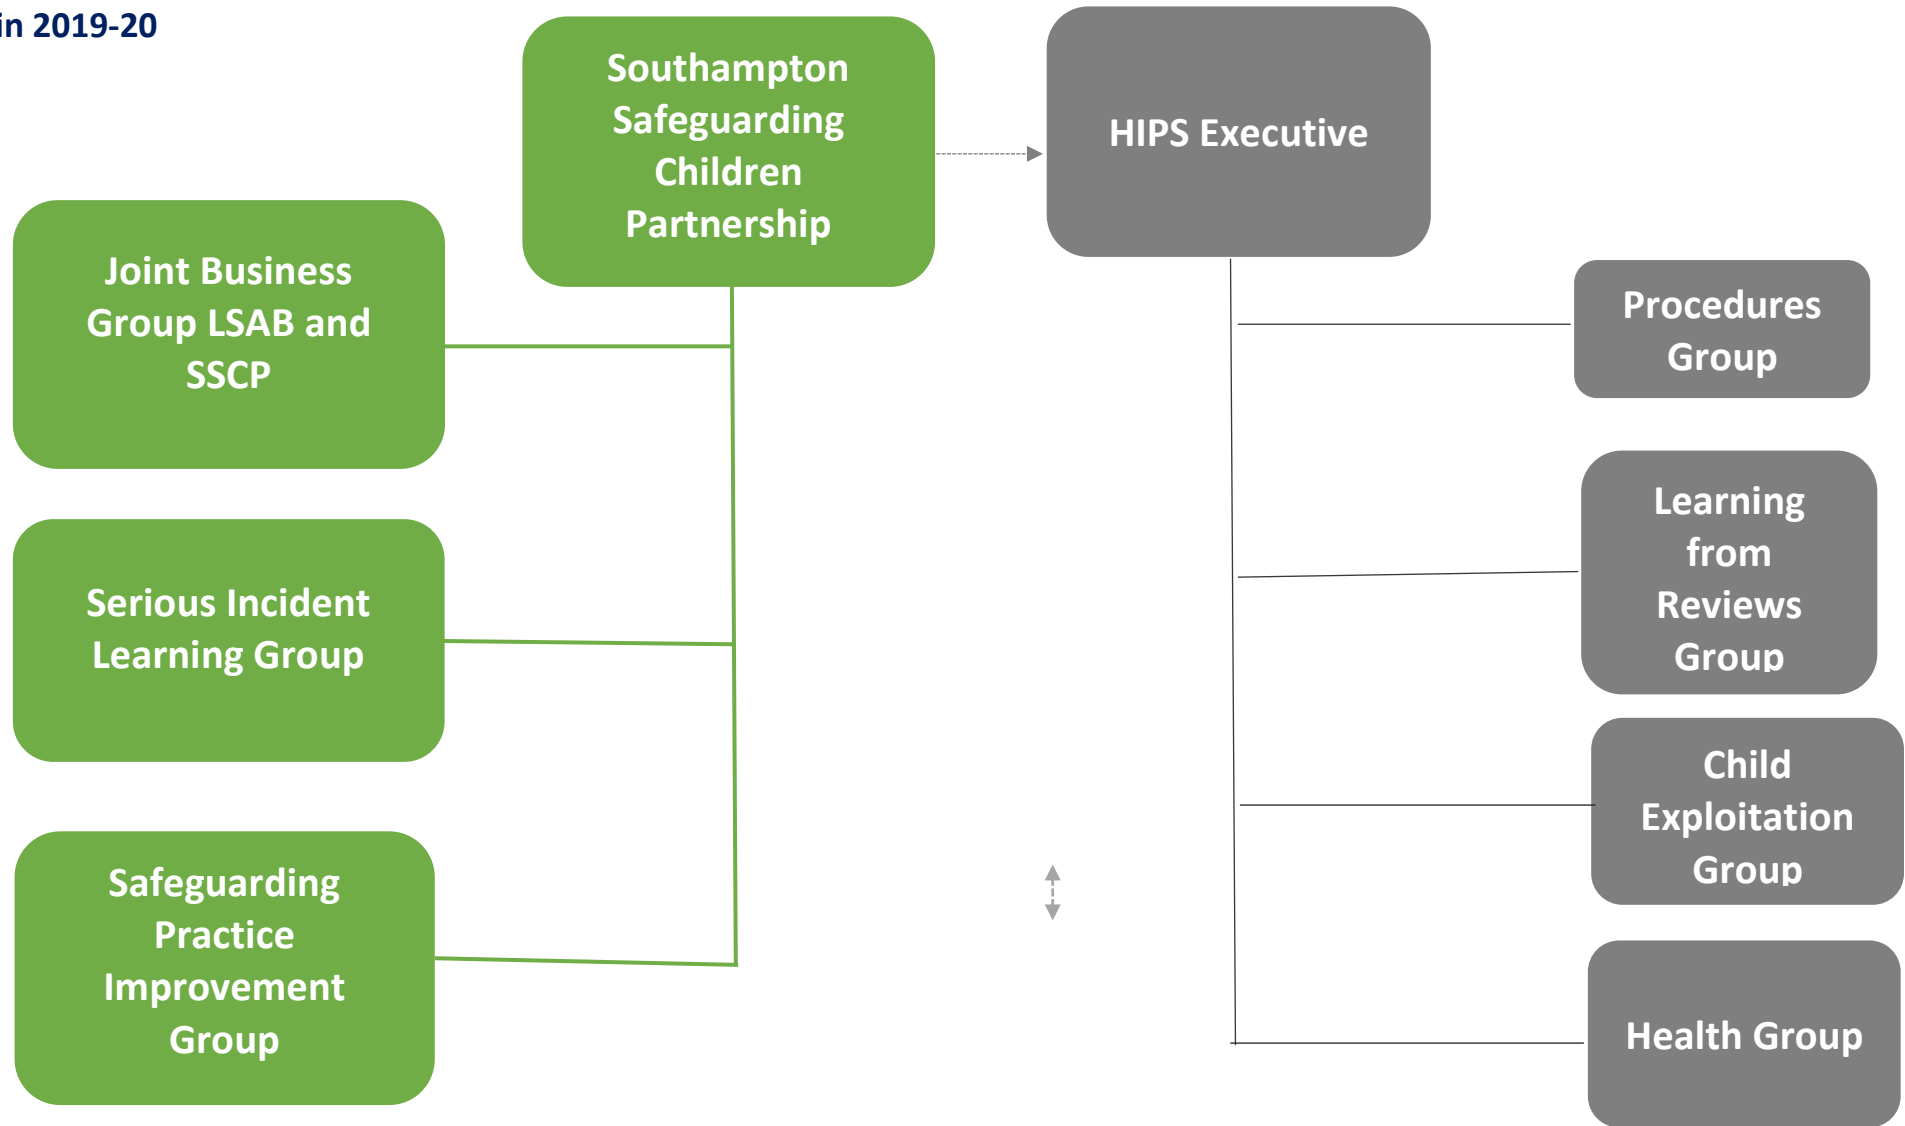 in 2019-20
Southampton
Safeguarding
Children
Partnership
HIPS Executive
Joint Business
Group LSAB and
SSCP
Procedures
Group
Learning
from
Reviews
Group
Serious Incident
Learning Group
Child
Exploitation
Group
Safeguarding
Practice
Improvement
Group
Health Group